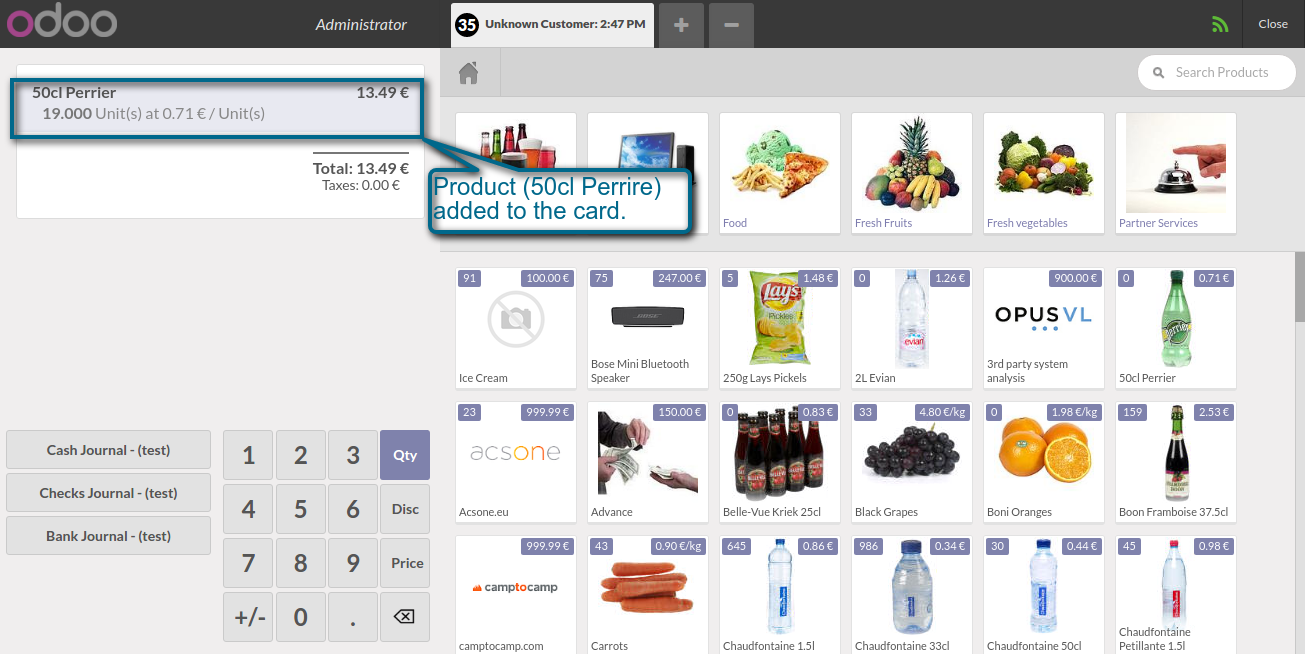 odoo
Administrator
35 Unknown Customer: 2:47 PM
+
−
Close
Search Products
50cl Perrier 13.49 €
19.000 Unit(s) at 0.71 € / Unit(s)
Total: 13.49 €
Taxes: 0.00 €
Product (50cl Perrire)
added to the card.
Food
Fresh Fruits
Fresh vegetables
Partner Services
91 100.00 €
Ice Cream
75 247.00 €
BOSE
Bose Mini Bluetooth
Speaker
5 1.48 €
Lay's
Pickles
250g Lays Pickels
0 1.26 €
evian
2L Evian
900.00 €
OPUS VL
3rd party system
analysis
0 0.71 €
Perrier
50cl Perrier
23 999.99 €
acsone
Acsone.eu
150.00 €
Advance
0 0.83 €
Belle-Vue Kriek 25cl
33 4.80 €/kg
Black Grapes
0 1.98 €/kg
Boni Oranges
159 2.53 €
Boon Framboise 37.5cl
999.99 €
camptocamp
camptocamp.com
43 0.90 €/kg
Carrots
645 0.86 €
Chaudfontaine 1.5l
986 0.34 €
Chaudfontaine 33cl
30 0.44 €
Chaudfontaine 50cl
45 0.98 €
Chaudfontaine
Petillante 1.5l
Cash Journal - (test)
Checks Journal - (test)
Bank Journal - (test)
1 2 3 Qty
4 5 6 Disc
7 8 9 Price
+/- 0 .